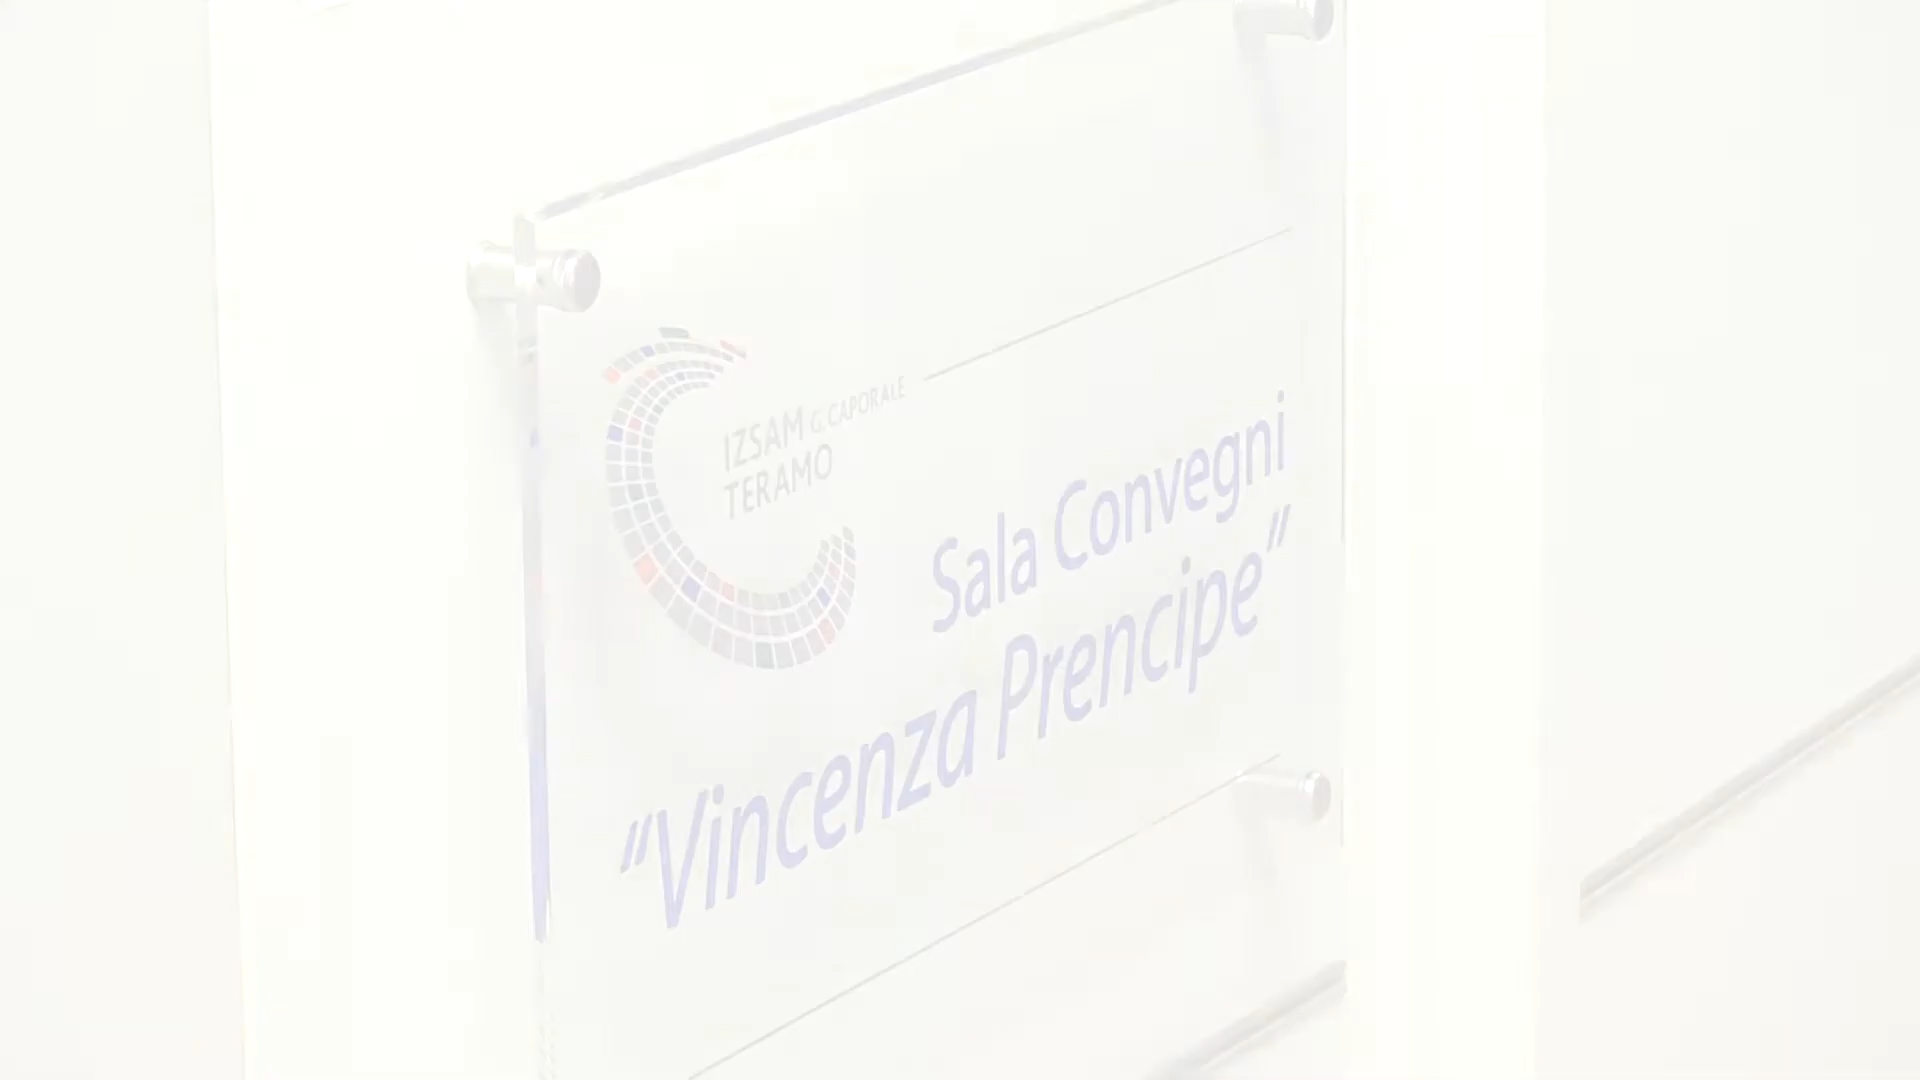 IZSAM G. CAPORALE
TERAMO
Sala Convegni
“Vincenza Prencipe”